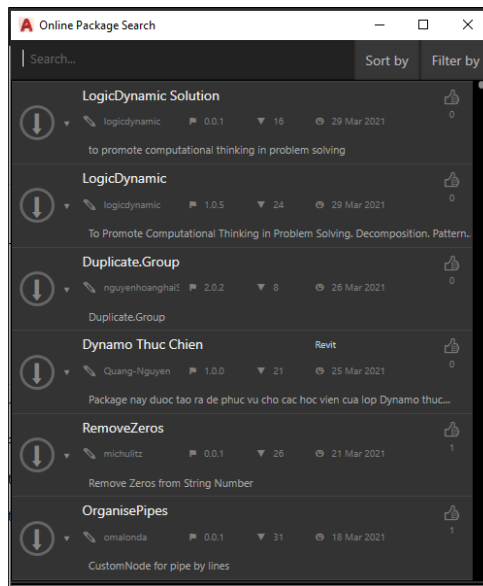 Online Package Search
Search...
Sort by
Filter by
LogicDynamic Solution
logicdynamic 0.0.1 16 29 Mar 2021
0
to promote computational thinking in problem solving
LogicDynamic
logicdynamic 1.0.5 24 29 Mar 2021
0
To Promote Computational Thinking in Problem Solving. Decomposition. Pattern..
Duplicate.Group
nguyenhoanghai5 2.0.2 8 26 Mar 2021
0
Duplicate.Group
Dynamo Thuc Chien Revit
Quang-Nguyen 1.0.0 21 25 Mar 2021
0
Package nay duoc tao ra de phuc vu cho cac hoc vien cua lop Dynamo thuc...
RemoveZeros
michulitz 0.0.1 26 21 Mar 2021
1
Remove Zeros from String Number
OrganisePipes
omalonda 0.0.1 31 18 Mar 2021
1
CustomNode for pipe by lines